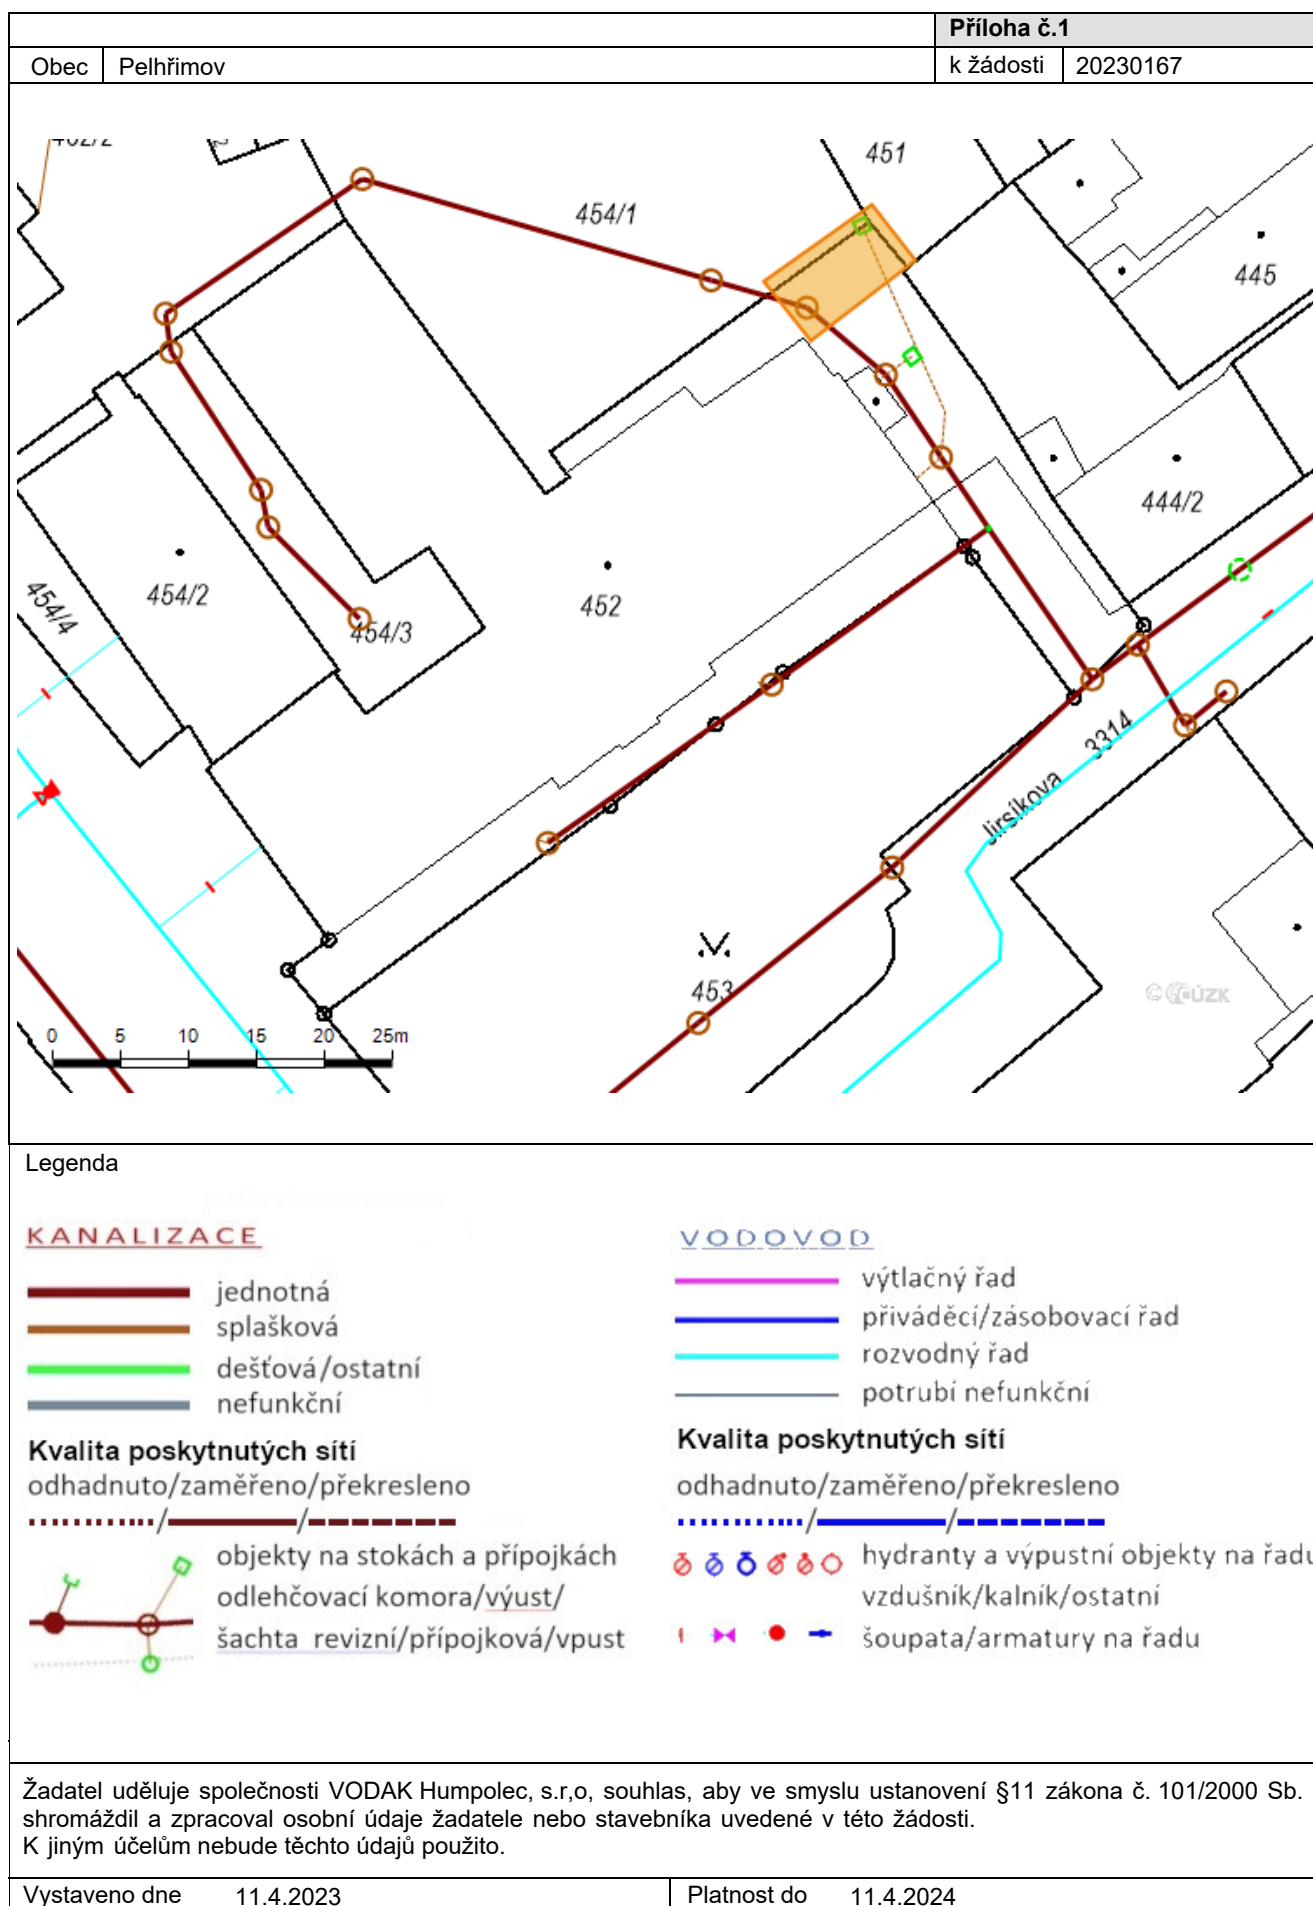 Příloha č.1
Obec Pelhřimov k žádosti 20230167
451
454/1
445
444/2
454/2
454/4
454/3
452
3314
Jirsíkova
453
© ČÚZK
0 5 10 15 20 25m
Legenda
KANALIZACE
jednotná
splašková
dešťová/ostatní
nefunkční
Kvalita poskytnutých sítí
odhadnuto/zaměřeno/překresleno
objekty na stokách a přípojkách
odlehčovací komora/výust/
šachta revizní/přípojková/vpust
VODOVOD
výtlačný řad
přiváděcí/zásobovací řad
rozvodný řad
potrubí nefunkční
Kvalita poskytnutých sítí
odhadnuto/zaměřeno/překresleno
hydranty a výpustní objekty na řadu
vzdušník/kalník/ostatní
šoupata/armatury na řadu
Žadatel uděluje společnosti VODAK Humpolec, s.r,o, souhlas, aby ve smyslu ustanovení §11 zákona č. 101/2000 Sb.
shromáždil a zpracoval osobní údaje žadatele nebo stavebníka uvedené v této žádosti.
K jiným účelům nebude těchto údajů použito.
Vystaveno dne 11.4.2023 Platnost do 11.4.2024